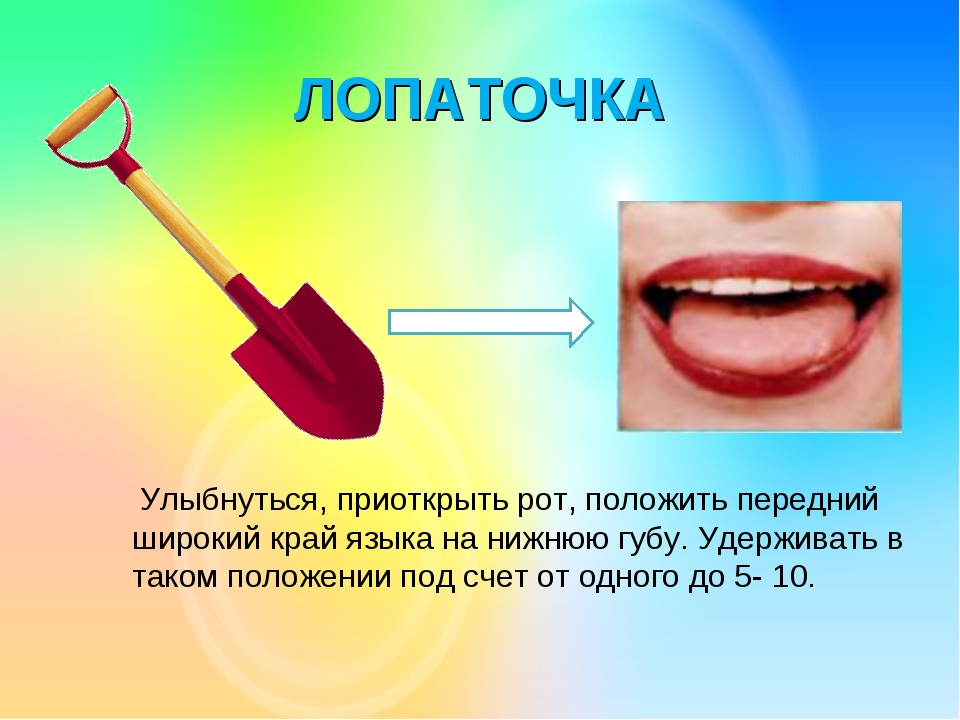 ЛОПАТОЧКА
Улыбнуться, приоткрыть рот, положить передний
широкий край языка на нижнюю губу. Удерживать в
таком положении под счет от одного до 5- 10.